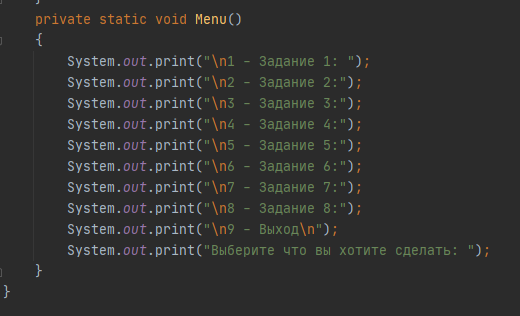 private static void Menu()
{
System.out.print("\n1 - Задание 1: ");
System.out.print("\n2 - Задание 2:");
System.out.print("\n3 - Задание 3:");
System.out.print("\n4 - Задание 4:");
System.out.print("\n5 - Задание 5:");
System.out.print("\n6 - Задание 6:");
System.out.print("\n7 - Задание 7:");
System.out.print("\n8 - Задание 8:");
System.out.print("\n9 - Выход\n");
System.out.print("Выберите что вы хотите сделать: ");
}
}